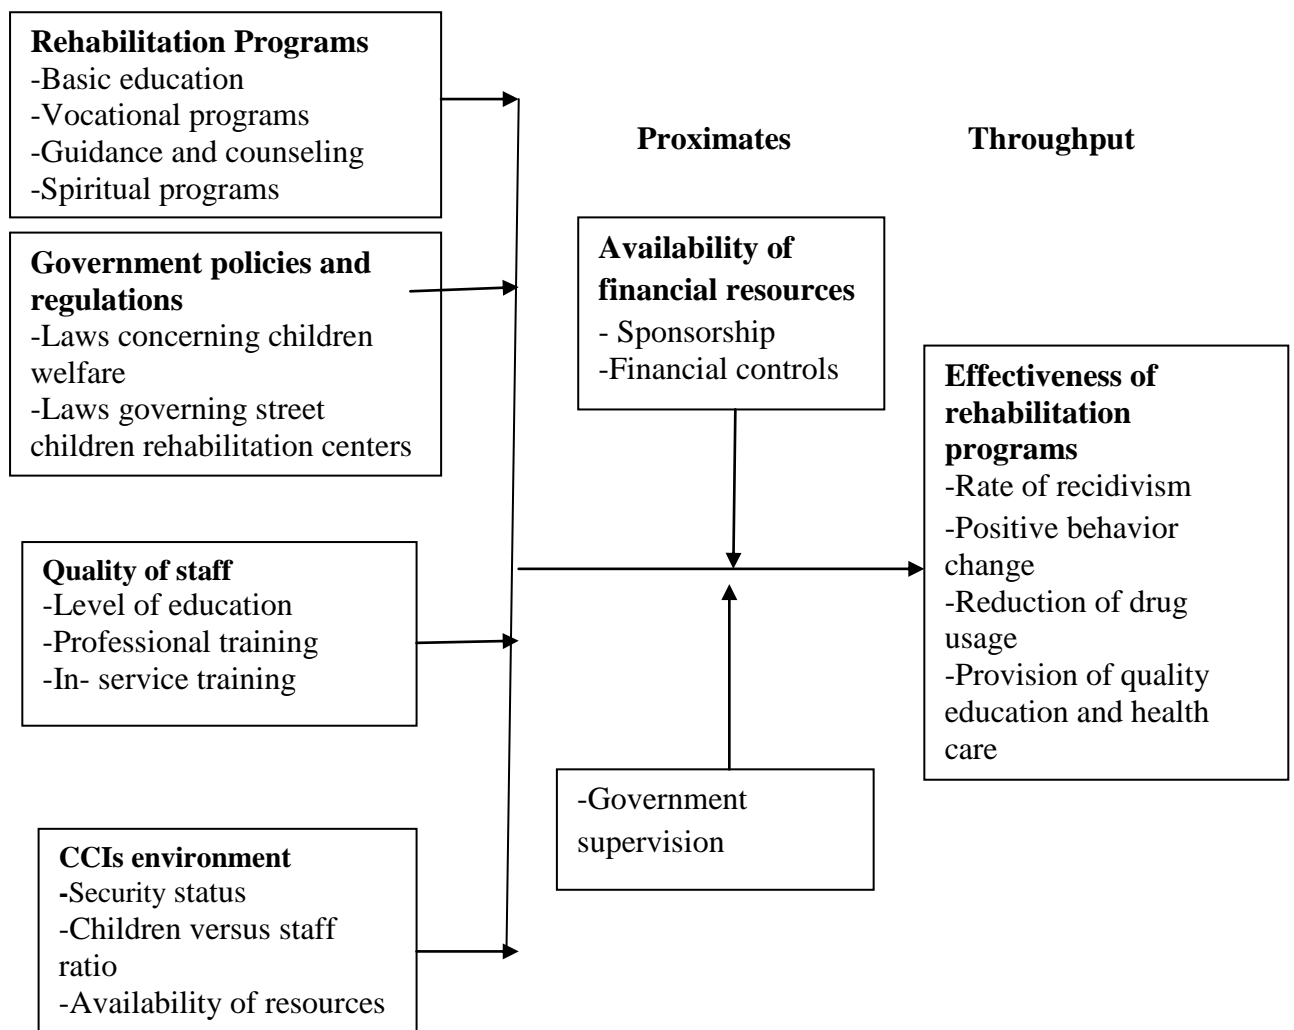 Rehabilitation Programs
-Basic education
-Vocational programs
-Guidance and counseling
-Spiritual programs
Government policies and
regulations
-Laws concerning children
welfare
-Laws governing street
children rehabilitation centers
Quality of staff
-Level of education
-Professional training
-In- service training
CCIs environment
-Security status
-Children versus staff
ratio
-Availability of resources
Proximates
Availability of
financial resources
- Sponsorship
-Financial controls
-Government
supervision
Throughput
Effectiveness of
rehabilitation
programs
-Rate of recidivism
-Positive behavior
change
-Reduction of drug
usage
-Provision of quality
education and health
care